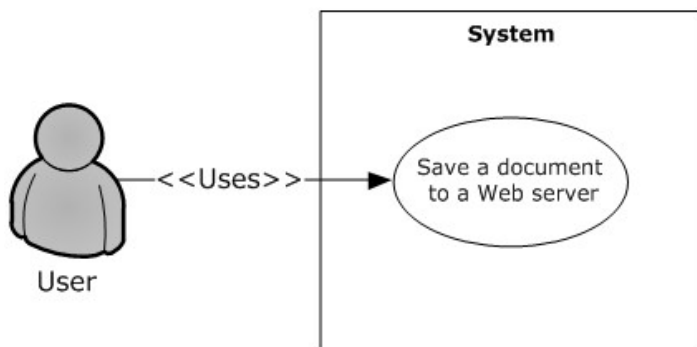 System
<<Uses>>
Save a document
to a Web server
User